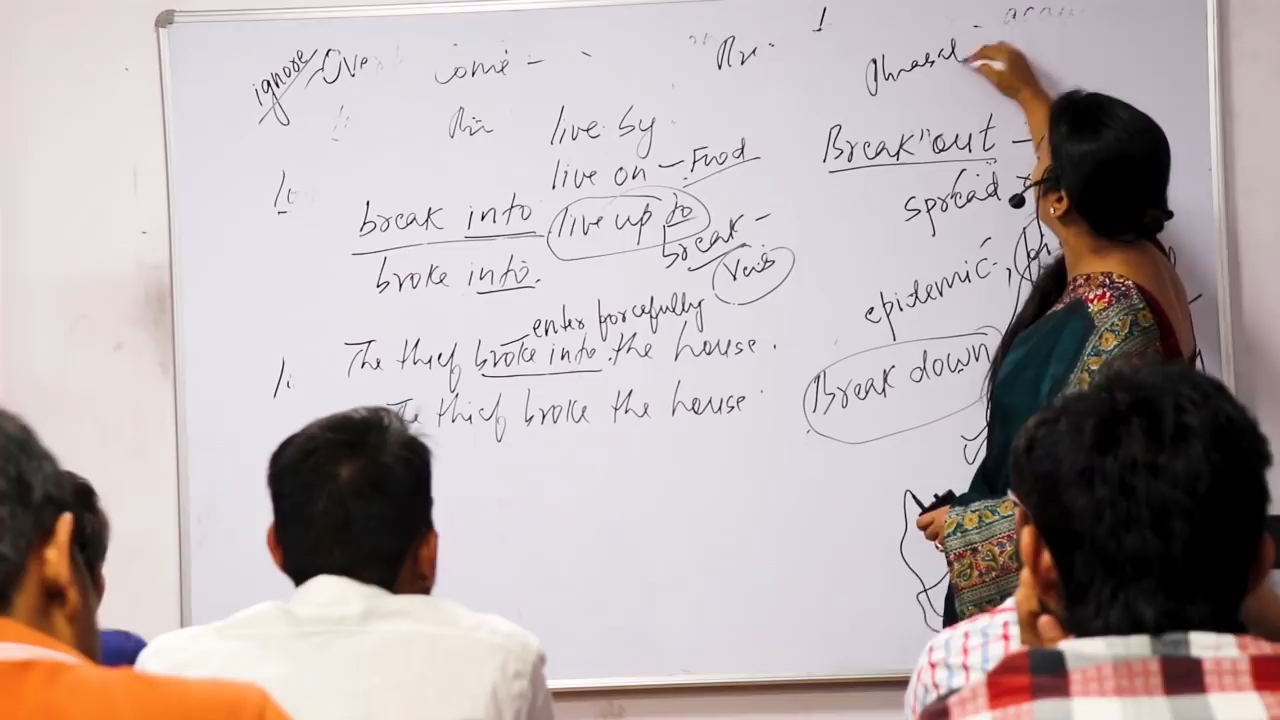 ignore
Ove
come -
Phrasal -
live by
Break"out -
live on - Food
spread
break into
live up to
break -
broke into.
Verb
epidemic,
enter forcefully
The thief broke into the house.
Break down
The thief broke the house